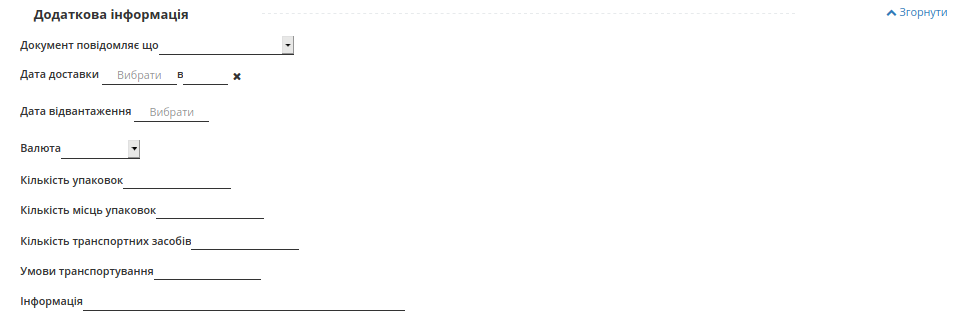 Додаткова інформація
Згорнути
Документ повідомляє що
Дата доставки Вибрати в
Дата відвантаження Вибрати
Валюта
Кількість упаковок
Кількість місць упаковок
Кількість транспортних засобів
Умови транспортування
Інформація